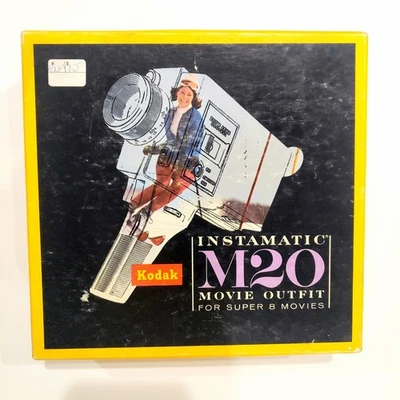 Kodak
INSTAMATIC®
M20
MOVIE OUTFIT
FOR SUPER 8 MOVIES